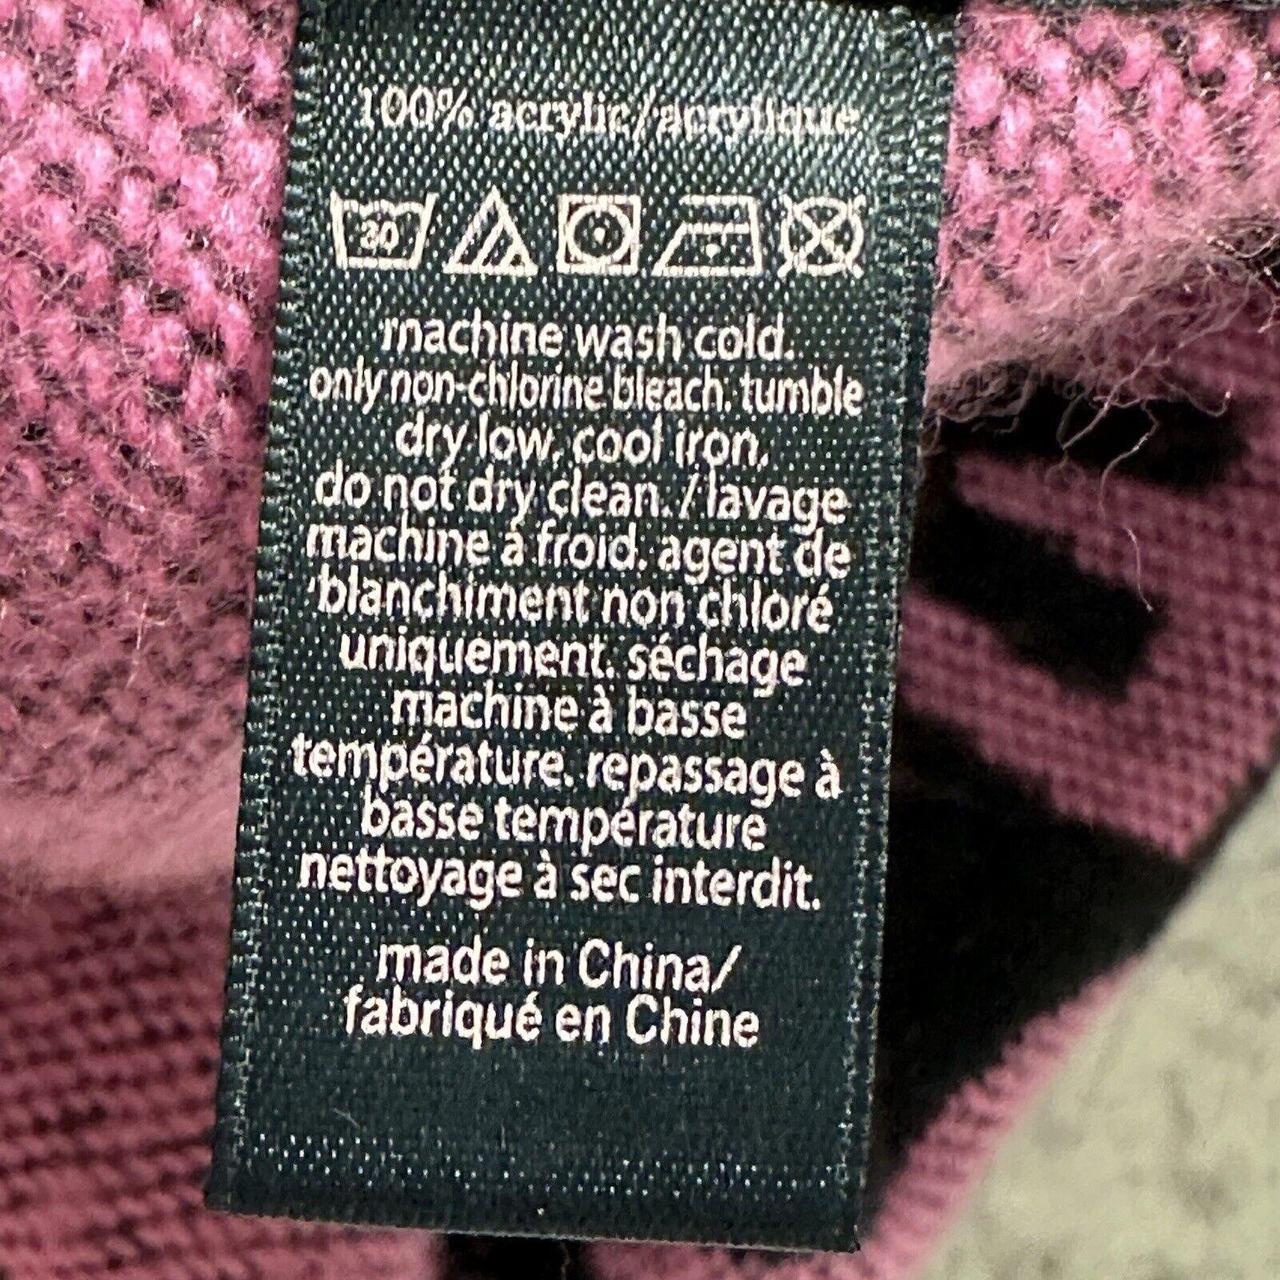 100% acrylic/acrylique
30
machine wash cold.
only non-chlorine bleach. tumble
dry low. cool iron.
do not dry clean. / lavage
machine à froid. agent de
blanchiment non chloré
uniquement. séchage
machine à basse
température. repassage à
basse température
nettoyage à sec interdit.
made in China/
fabriqué en Chine